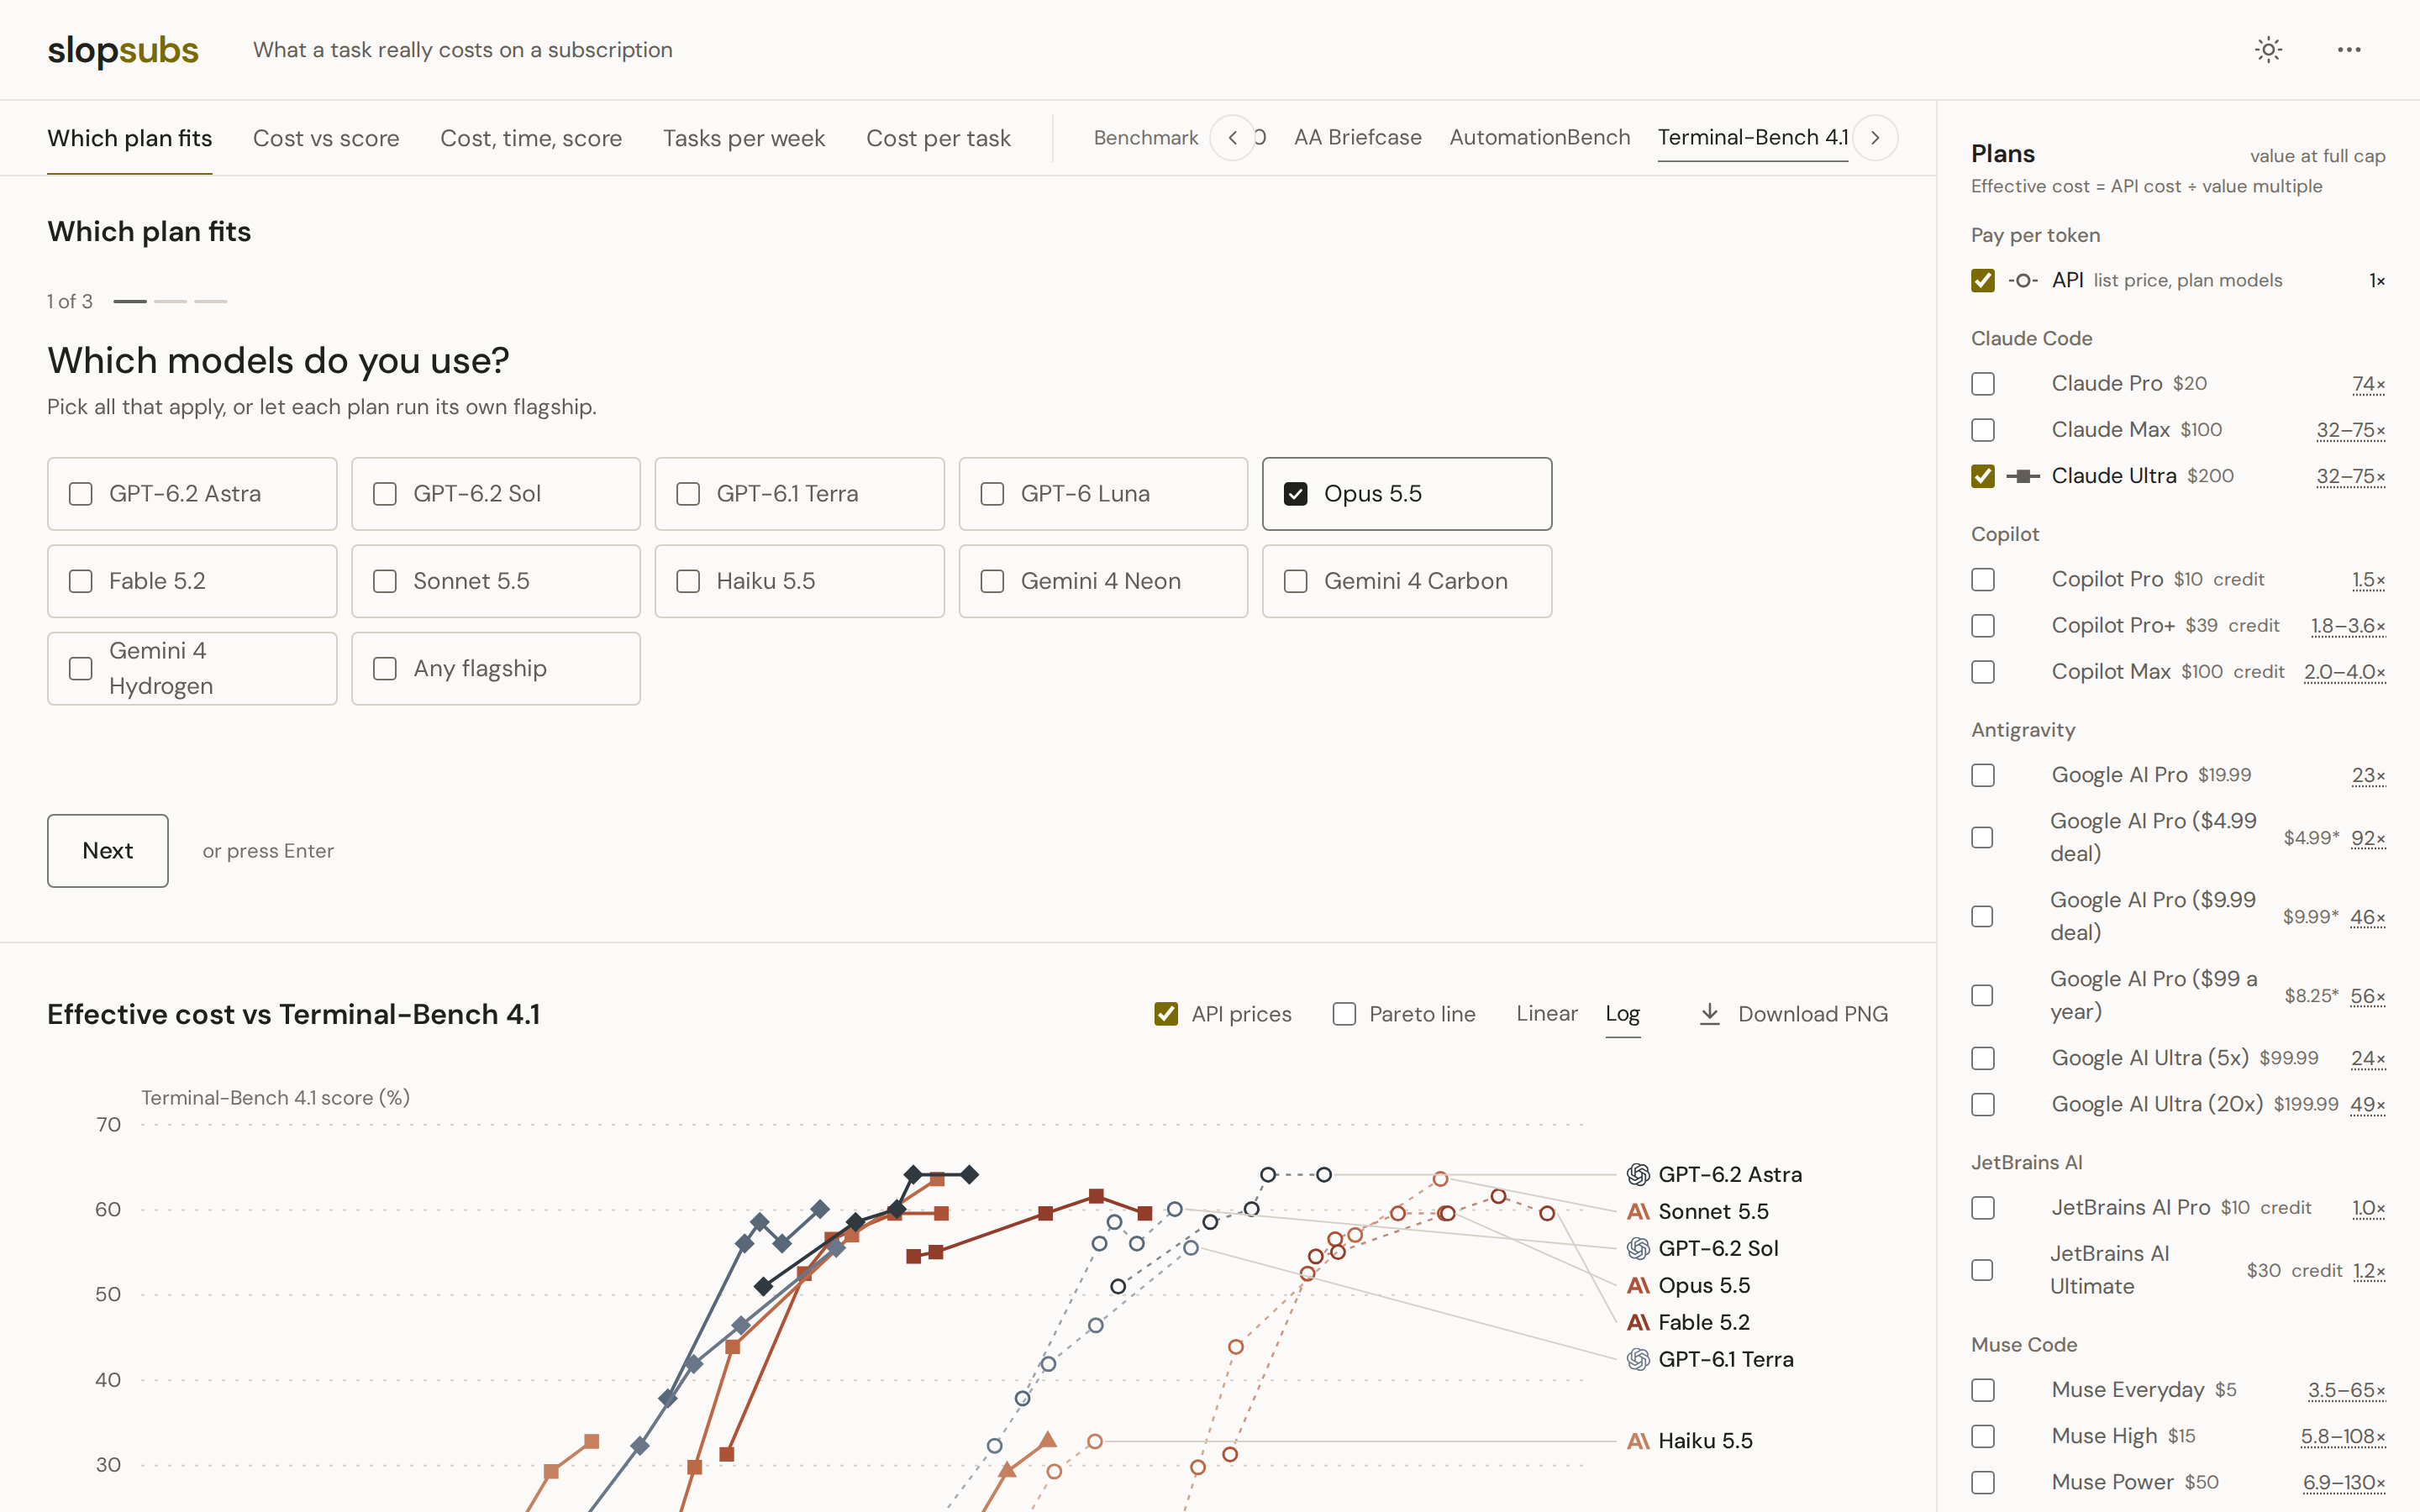 slopsubs
What a task really costs on a subscription
Which plan fits
Cost vs score
Cost, time, score
Tasks per week
Cost per task
Benchmark
AA Briefcase
AutomationBench
Terminal-Bench 4.1
Which plan fits
1 of 3
Which models do you use?
Pick all that apply, or let each plan run its own flagship.
GPT-6.2 Astra
GPT-6.2 Sol
GPT-6.1 Terra
GPT-6 Luna
Opus 5.5
Fable 5.2
Sonnet 5.5
Haiku 5.5
Gemini 4 Neon
Gemini 4 Carbon
Gemini 4
Hydrogen
Any flagship
Next
or press Enter
Effective cost vs Terminal-Bench 4.1
API prices
Pareto line
Linear
Log
Download PNG
Terminal-Bench 4.1 score (%)
70
60
50
40
30
GPT-6.2 Astra
Sonnet 5.5
GPT-6.2 Sol
Opus 5.5
Fable 5.2
GPT-6.1 Terra
Haiku 5.5
Plans
value at full cap
Effective cost = API cost ÷ value multiple
Pay per token
API list price, plan models 1×
Claude Code
Claude Pro $20 74×
Claude Max $100 32–75×
Claude Ultra $200 32–75×
Copilot
Copilot Pro $10 credit 1.5×
Copilot Pro+ $39 credit 1.8–3.6×
Copilot Max $100 credit 2.0–4.0×
Antigravity
Google AI Pro $19.99 23×
Google AI Pro ($4.99
deal) $4.99* 92×
Google AI Pro ($9.99
deal) $9.99* 46×
Google AI Pro ($99 a
year) $8.25* 56×
Google AI Ultra (5x) $99.99 24×
Google AI Ultra (20x) $199.99 49×
JetBrains AI
JetBrains AI Pro $10 credit 1.0×
JetBrains AI
Ultimate $30 credit 1.2×
Muse Code
Muse Everyday $5 3.5–65×
Muse High $15 5.8–108×
Muse Power $50 6.9–130×